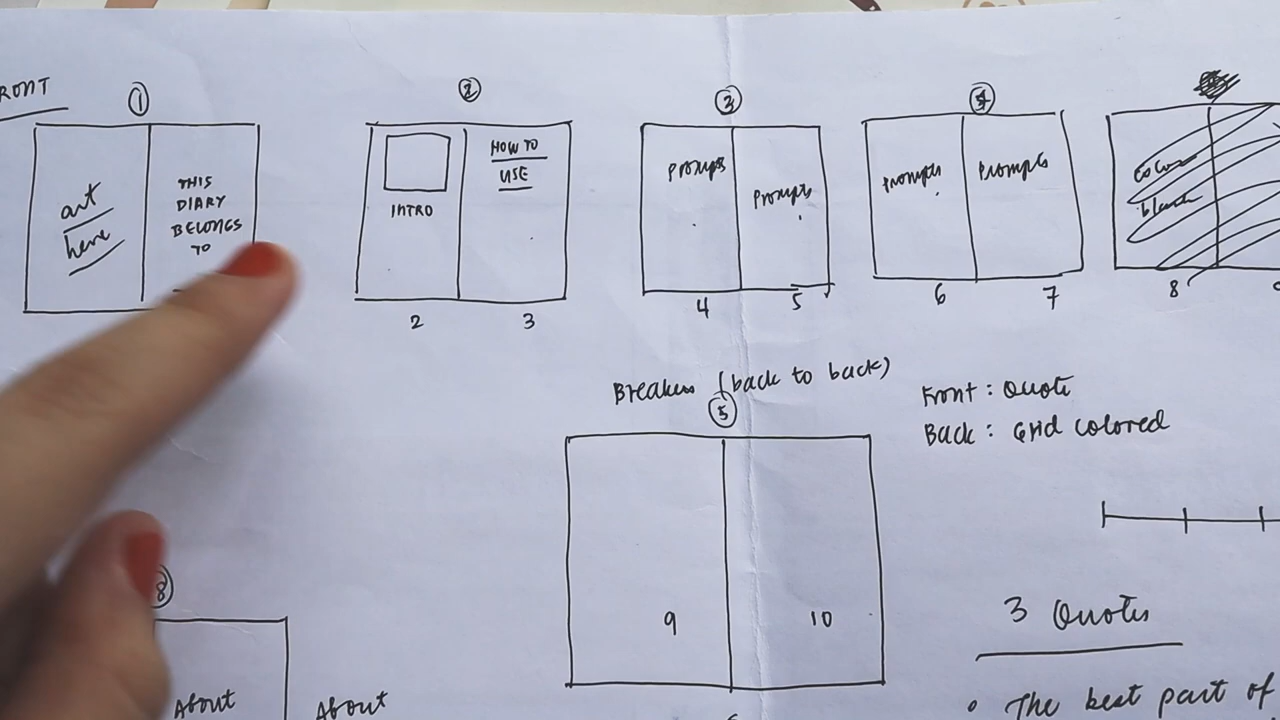 RONT
1
art
here
THIS
DIARY
BELONGS
TO
2
INTRO
HOW TO
USE
2
3
3
Prompts
Prompts
4
5
4
Prompts
Prompts
6
7
8
Breakers (back to back)
5
9
10
Front: Quote
Back: Grid colored
8
About
About
3 Quotes
• The best part of